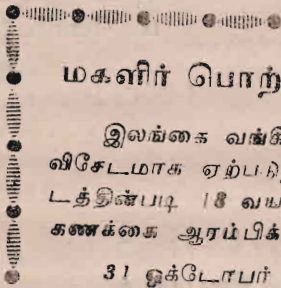 மகளிர் பொற்
இலங்கை வங்கி
விசேடமாக ஏற்படு
டத்தின்படி 18 வய
கணக்கை ஆரம்பிக்
31 ஒக்டோபர்